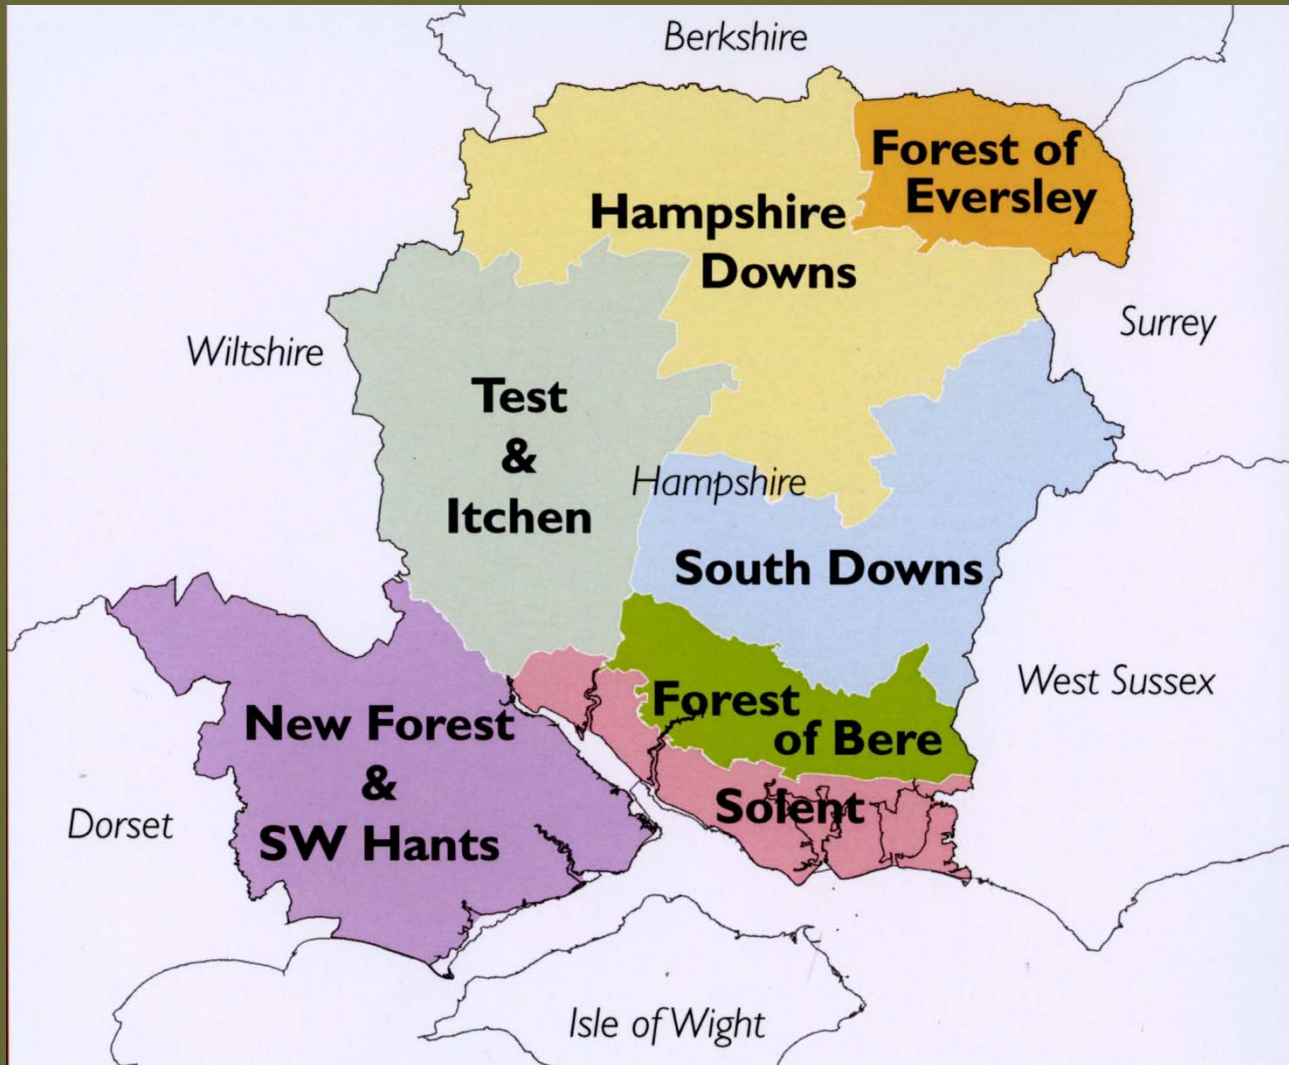 Berkshire
Forest of
Eversley
Hampshire
Downs
Surrey
Wiltshire
Test
&
Itchen
Hampshire
South Downs
West Sussex
Forest
of Bere
New Forest
&
SW Hants
Solent
Dorset
Isle of Wight